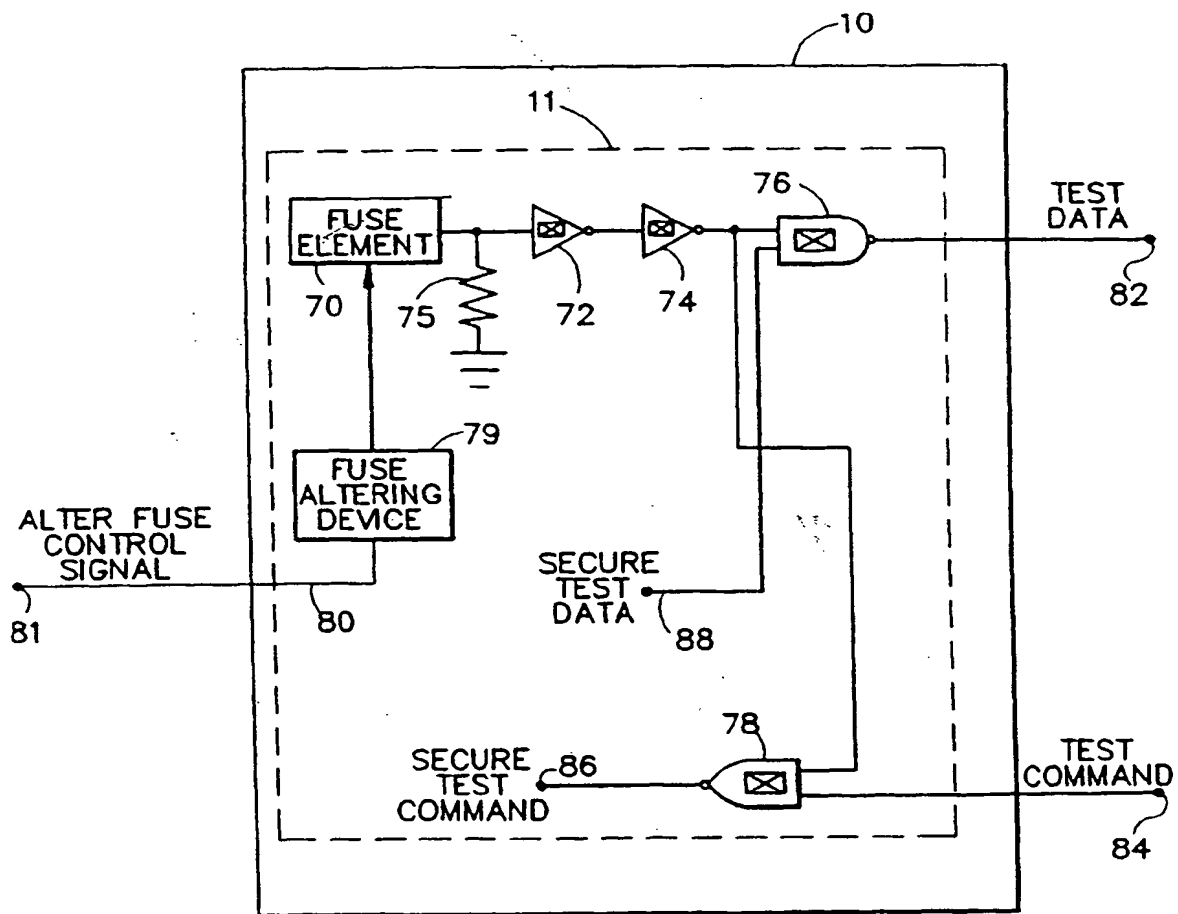 10
11
76
TEST
DATA
FUSE
ELEMENT
70
75
72
74
82
79
FUSE
ALTERING
DEVICE
ALTER FUSE
CONTROL
SIGNAL
81
80
SECURE
TEST
DATA
88
78
SECURE
TEST
COMMAND
86
TEST
COMMAND
84